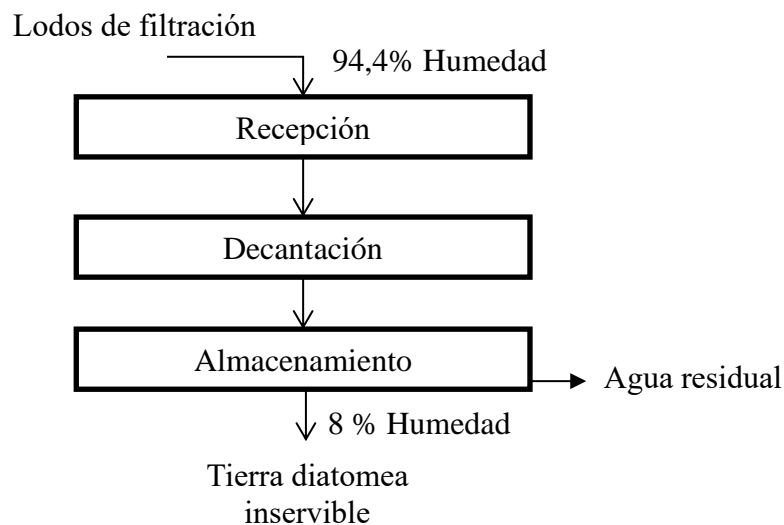 Lodos de filtración
94,4% Humedad
Recepción
Decantación
Almacenamiento
Agua residual
8 % Humedad
Tierra diatomea
inservible